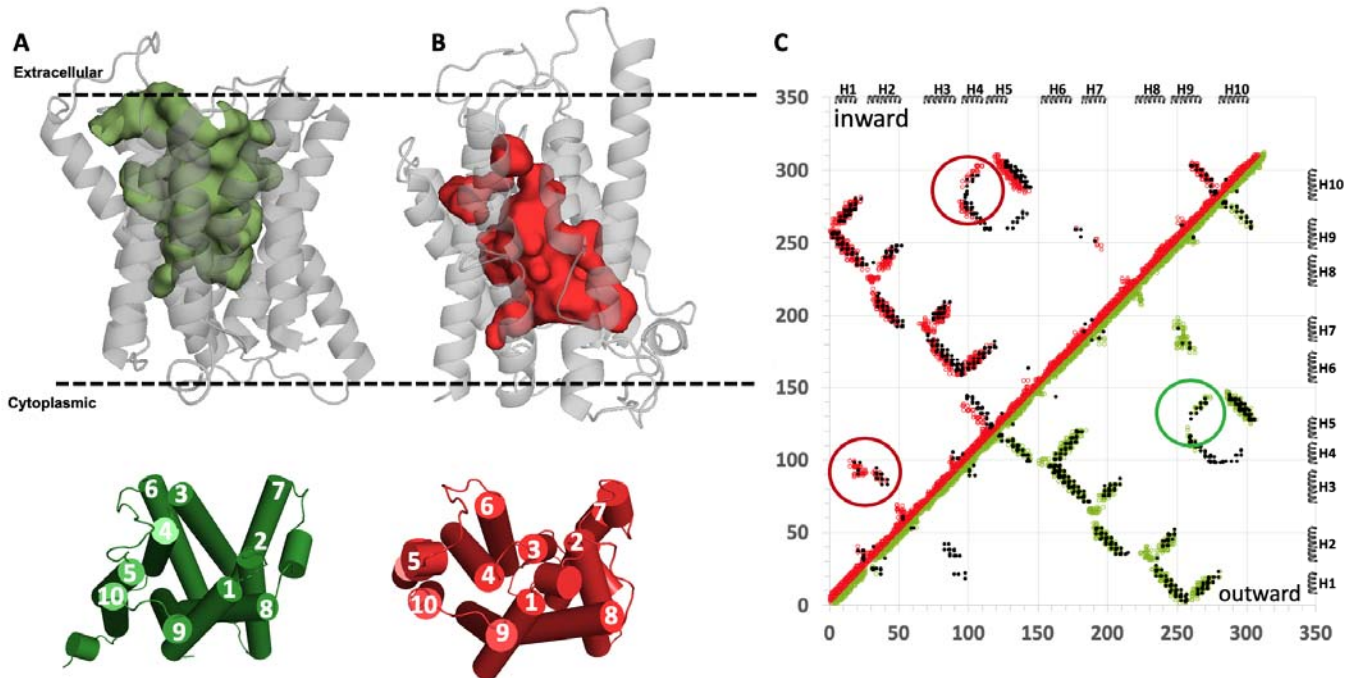 A
B
C
Extracellular
Cytoplasmic
H1 H2 H3 H4 H5 H6 H7 H8 H9 H10
350
inward
300
250
200
150
100
50
0
H10
H9
H8
H7
H6
H5
H4
H3
H2
H1
outward
0 50 100 150 200 250 300 350
6 3 7
4 2
5 1
10 8
9
6 7
3 2
5 4
10 1
9 8